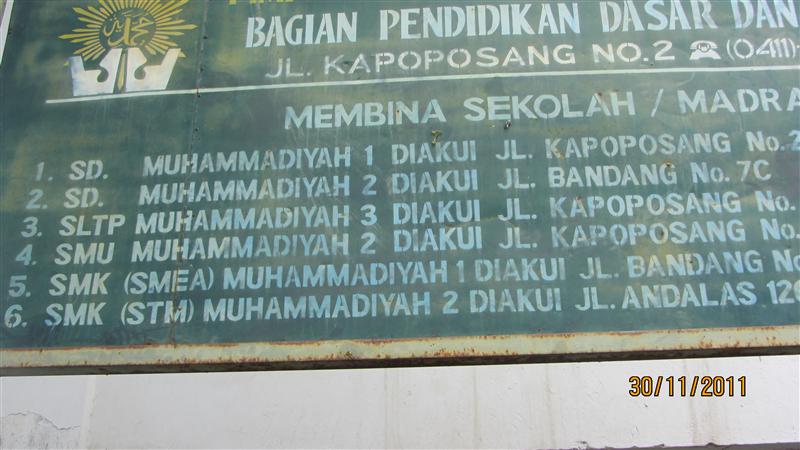 BAGIAN PENDIDIKAN DASAR DAN
JL. KAPOPOSANG NO. 2 ☎ (0411)
MEMBINA SEKOLAH / MADRA
1. SD. MUHAMMADIYAH 1 DIAKUI JL. KAPOPOSANG No. 2
2. SD. MUHAMMADIYAH 2 DIAKUI JL. BANDANG No. 7C
3. SLTP MUHAMMADIYAH 3 DIAKUI JL. KAPOPOSANG No.
4. SMU MUHAMMADIYAH 2 DIAKUI JL. KAPOPOSANG No.
5. SMK (SMEA) MUHAMMADIYAH 1 DIAKUI JL. BANDANG No
6. SMK (STM) MUHAMMADIYAH 2 DIAKUI JL. ANDALAS 126
30/11/2011